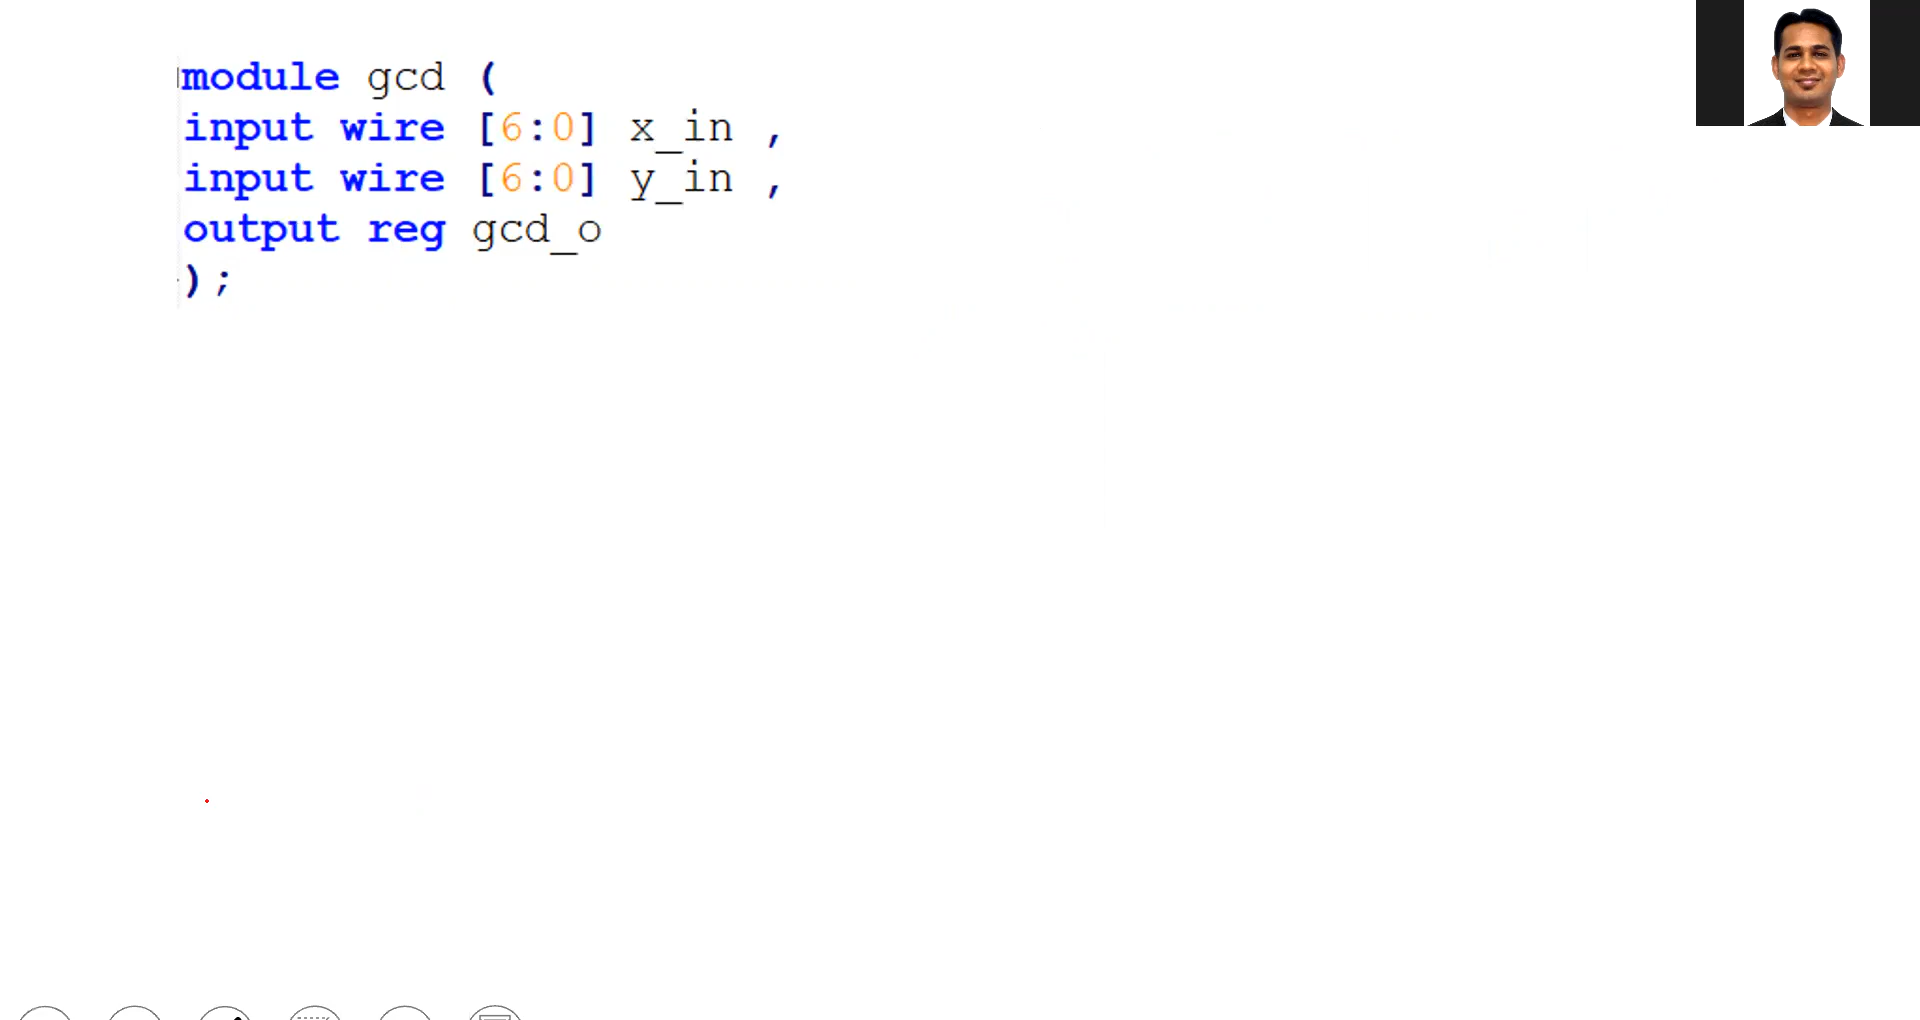 module gcd (
input wire [6:0] x_in ,
input wire [6:0] y_in ,
output reg gcd_o
);